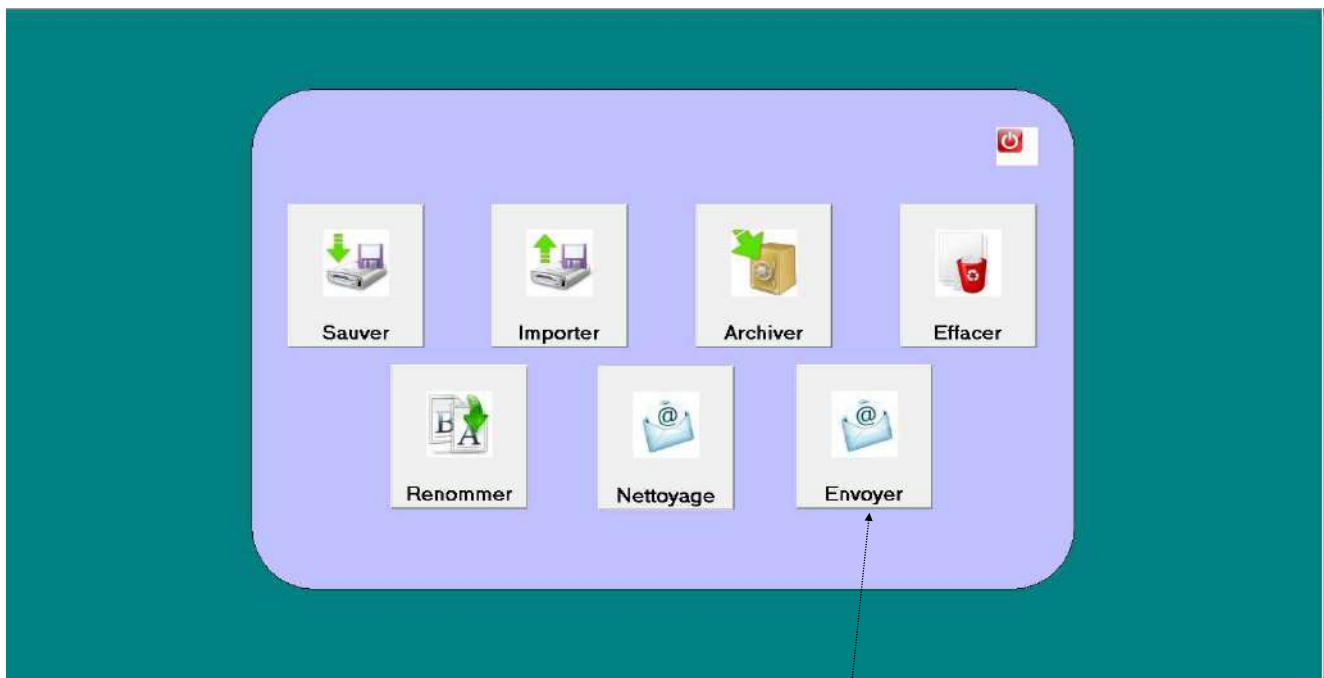 Sauver
Importer
Archiver
Effacer
Renommer
Nettoyage
Envoyer